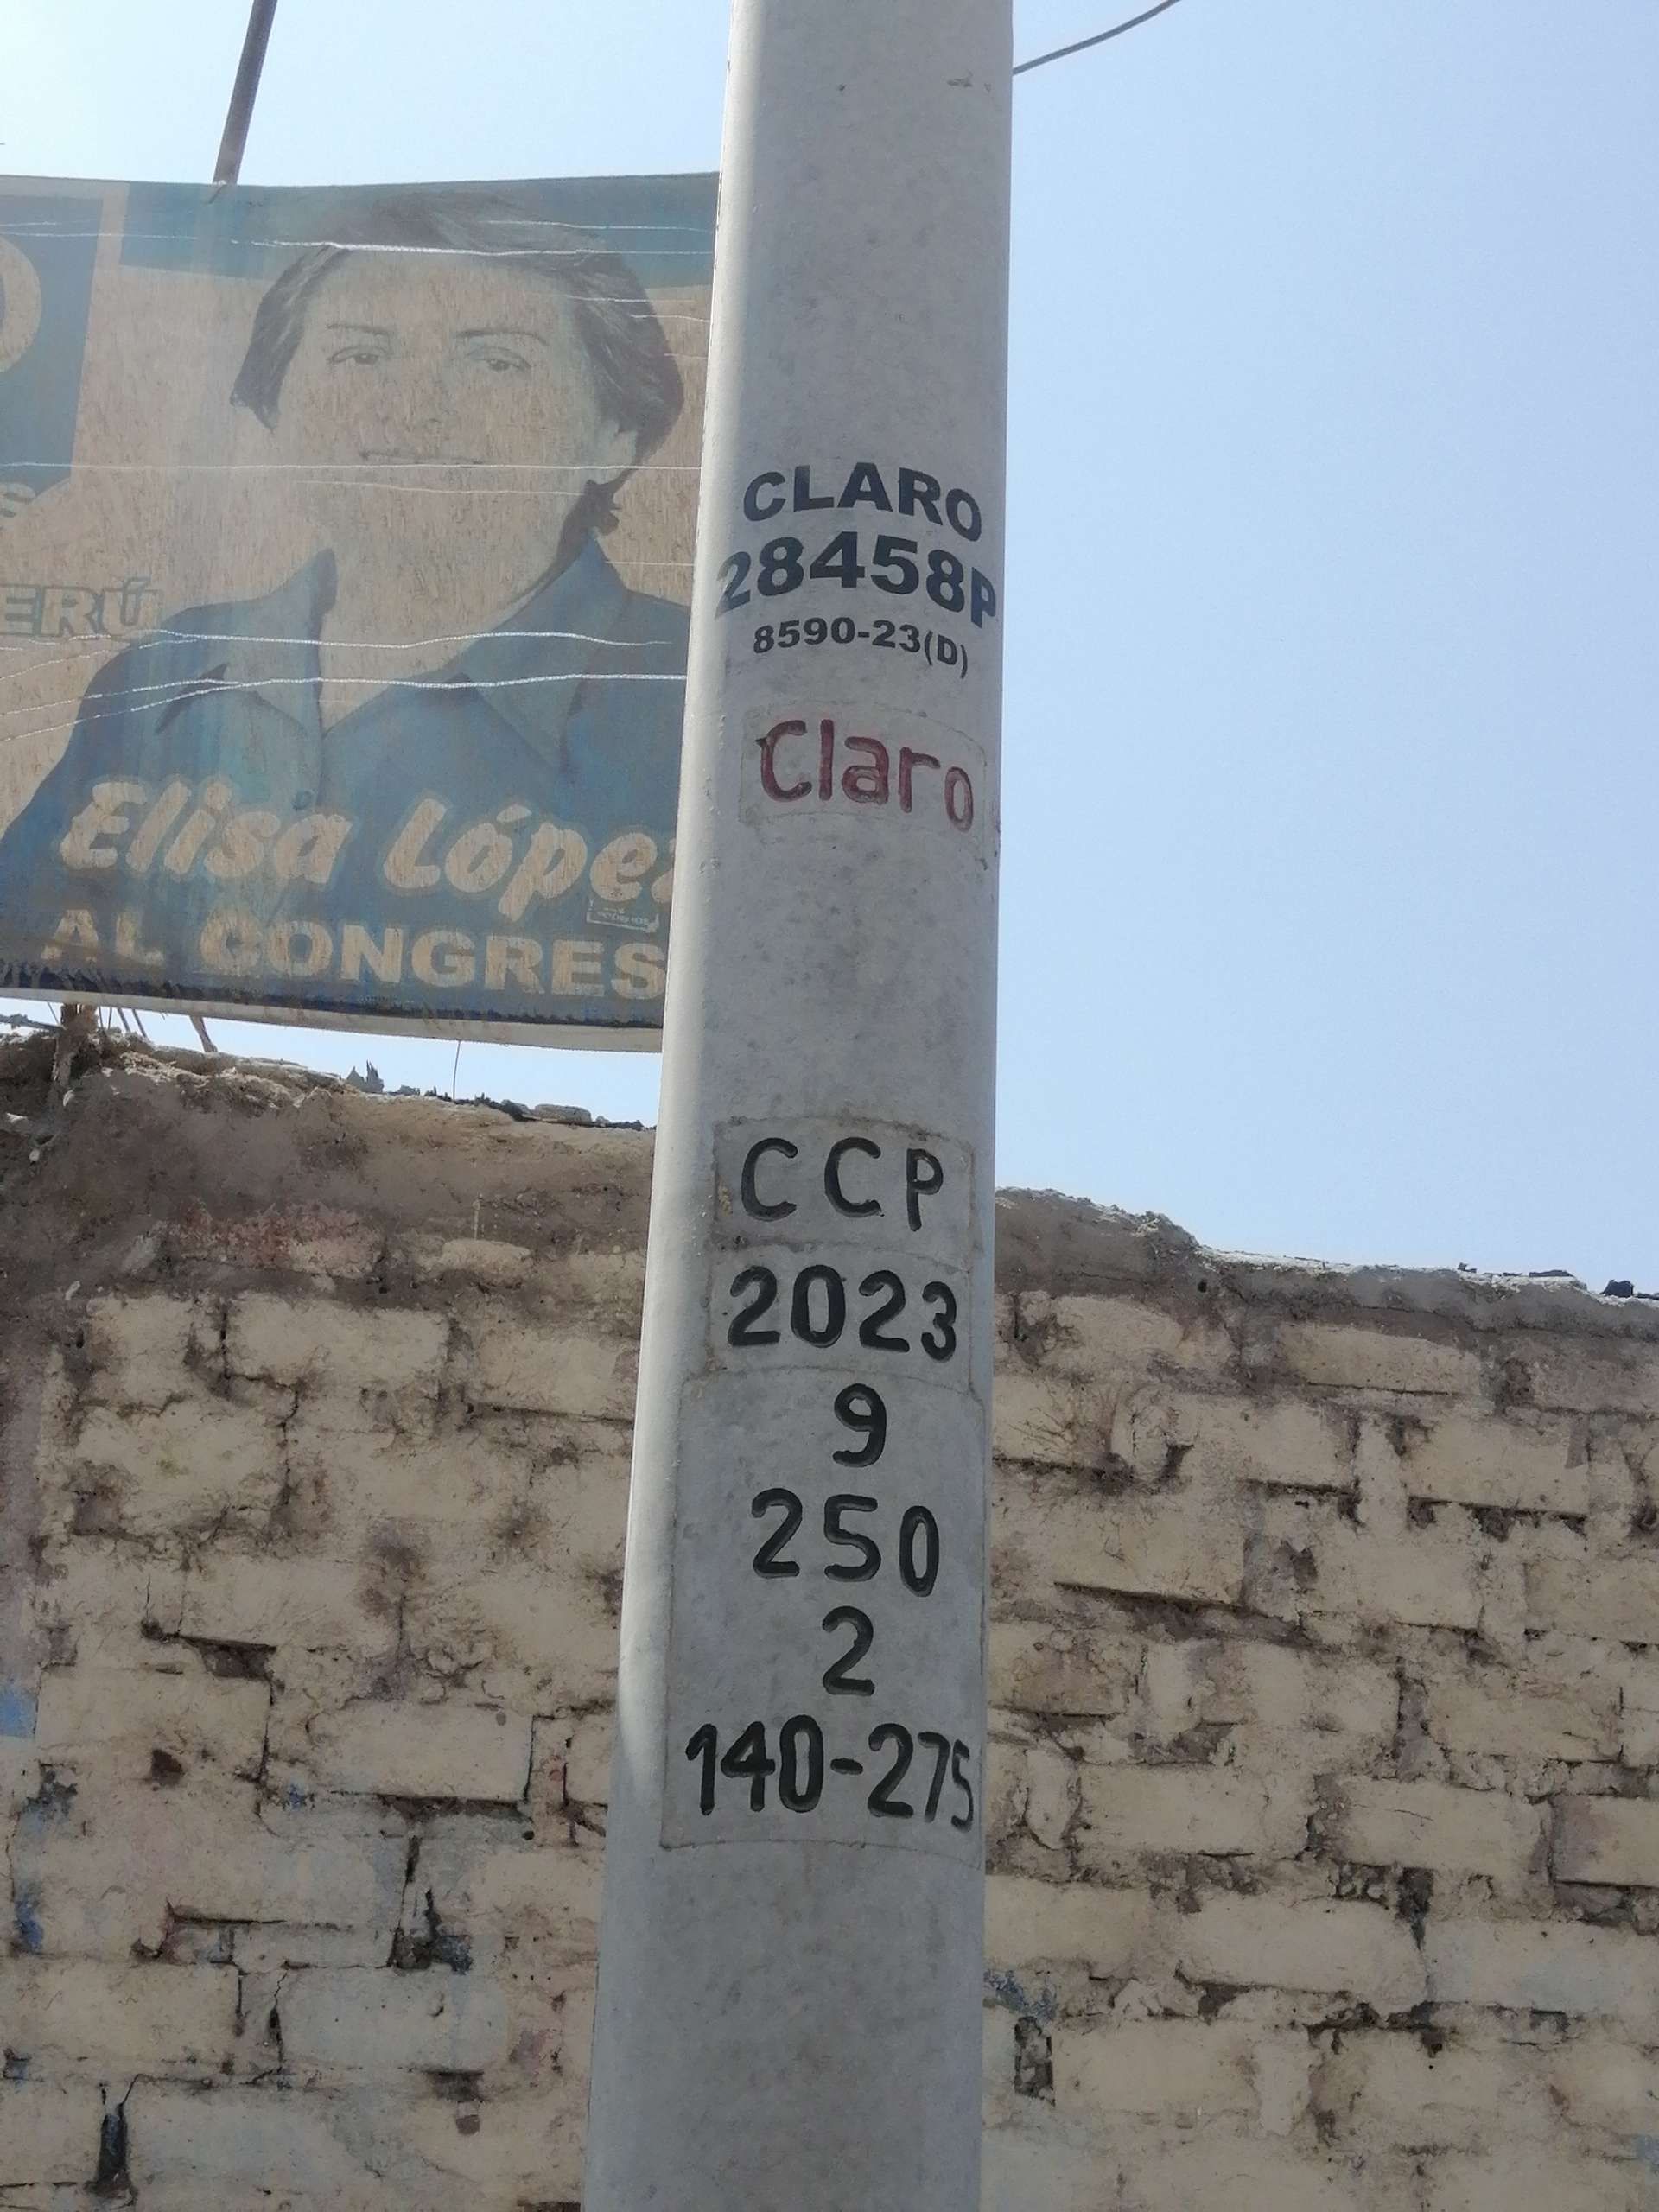 ERÚ
Elisa López
AL CONGRES
CLARO
28458P
8590-23(D)
Claro
CCP
2023
9
250
2
140-275